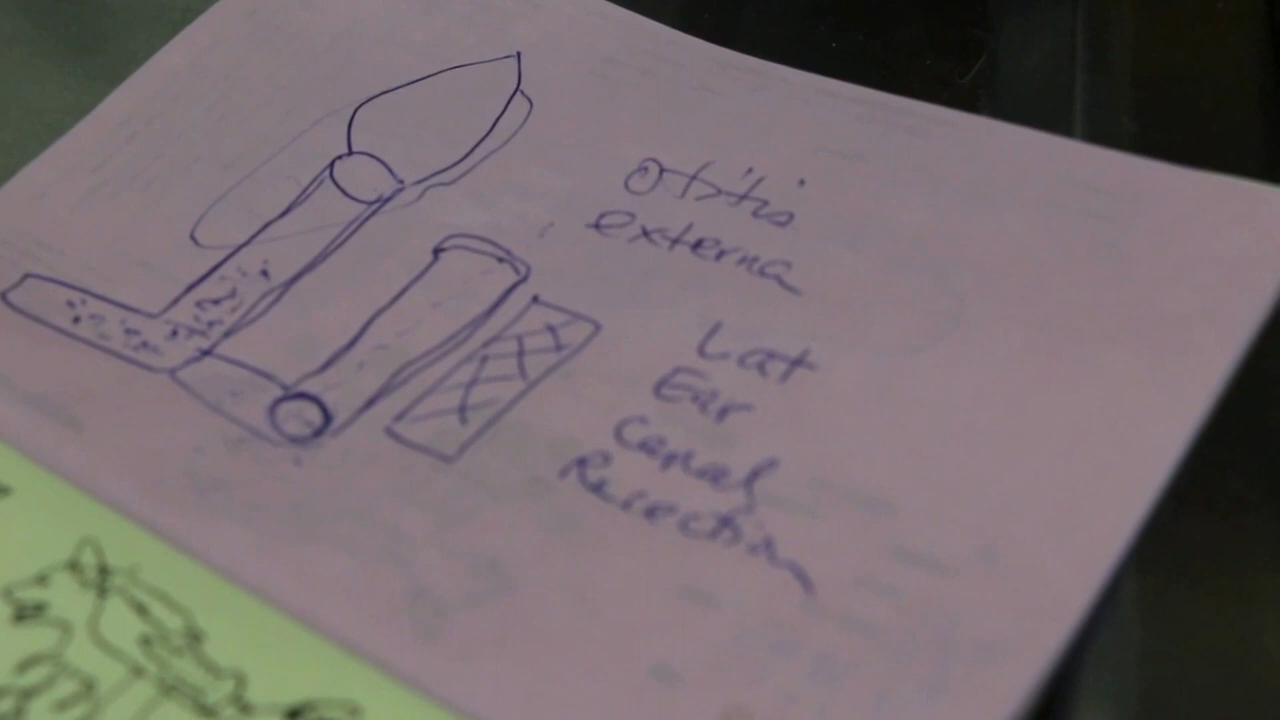 Otitis
externa
Lat
Ear
Canal
Resection